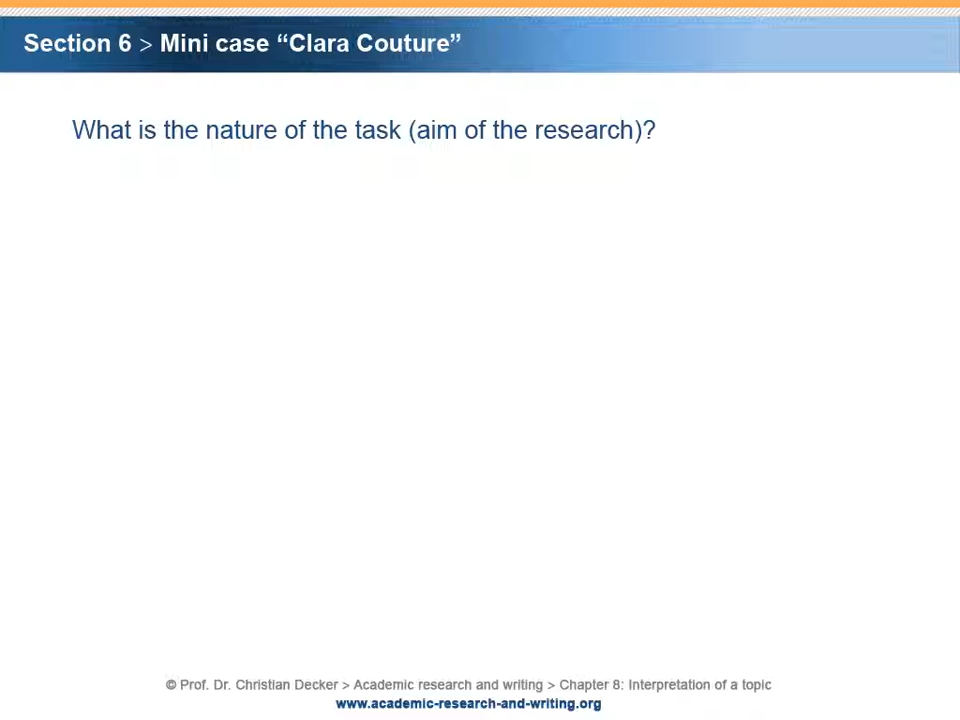 Section 6 > Mini case “Clara Couture”
What is the nature of the task (aim of the research)?
© Prof. Dr. Christian Decker > Academic research and writing > Chapter 8: Interpretation of a topic
www.academic-research-and-writing.org